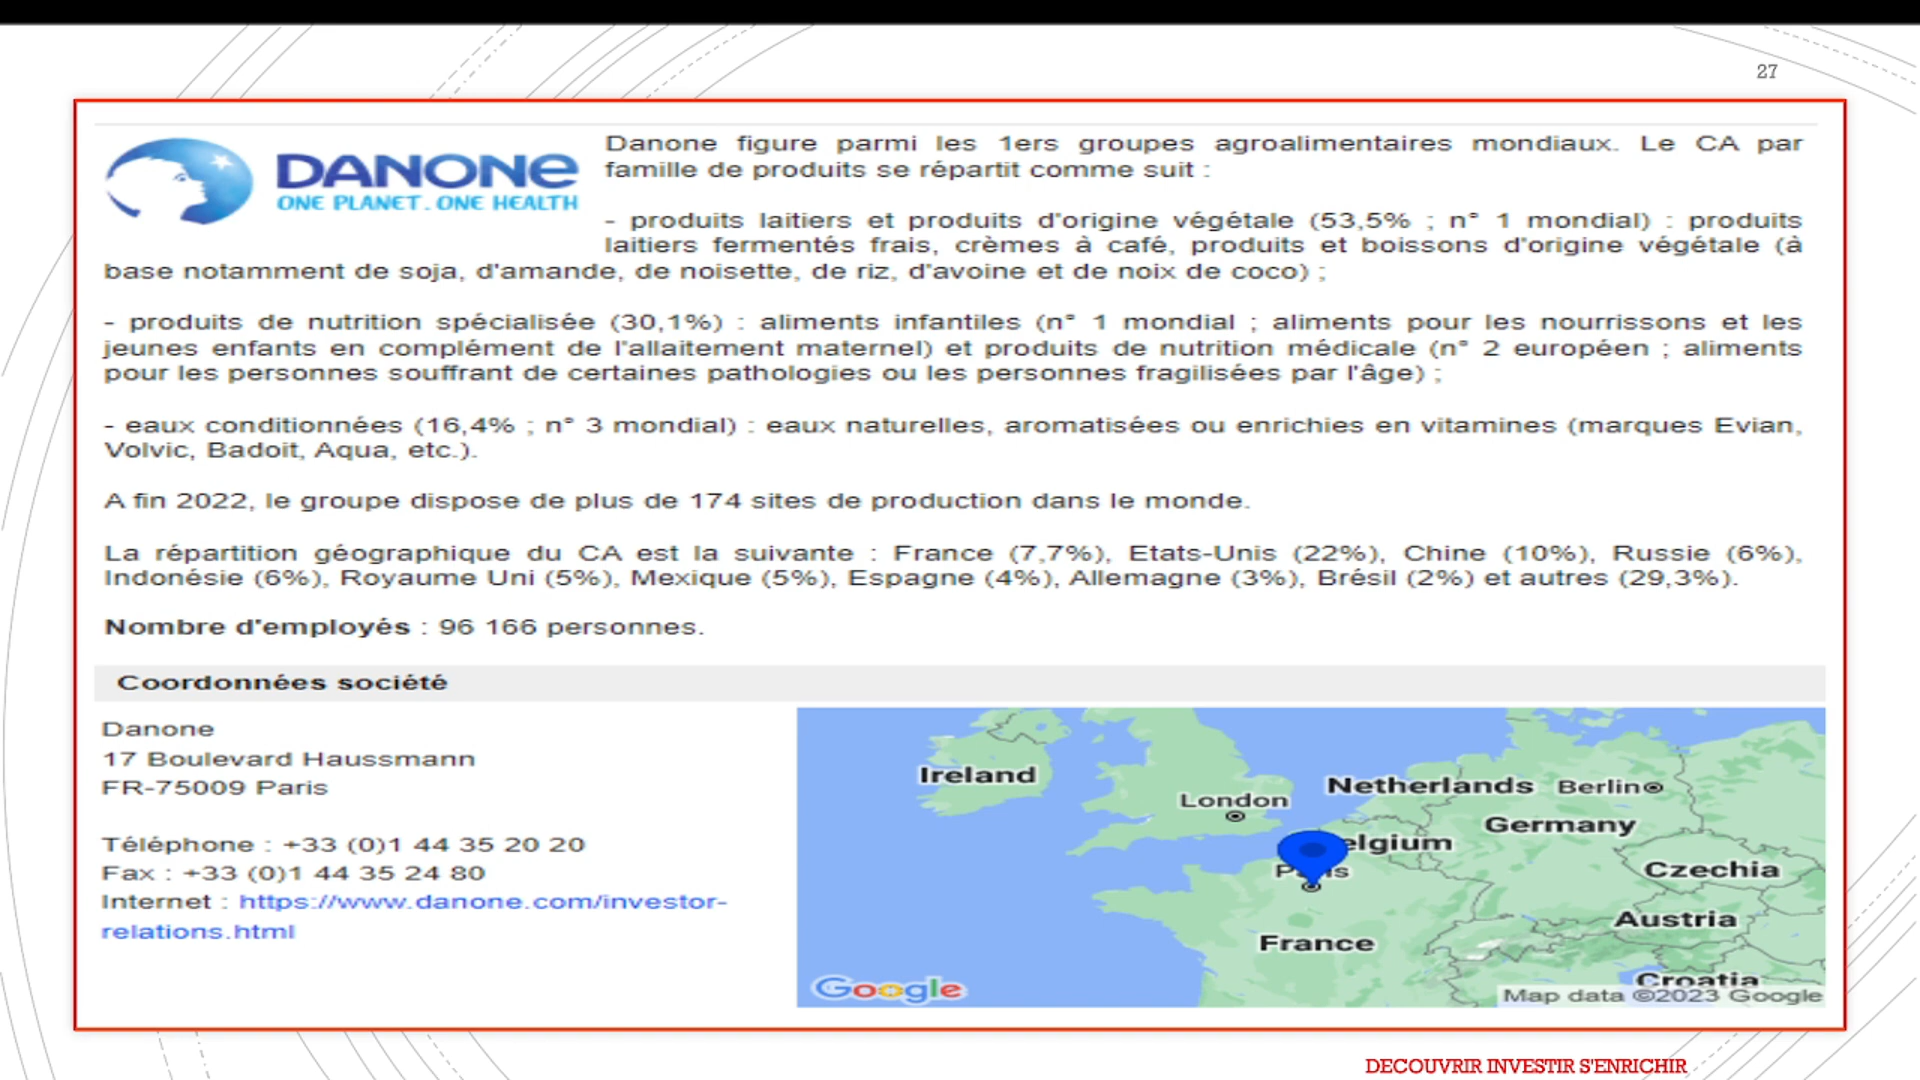 27
DANONE
ONE PLANET. ONE HEALTH
Danone figure parmi les 1ers groupes agroalimentaires mondiaux. Le CA par
famille de produits se répartit comme suit :
- produits laitiers et produits d'origine végétale (53,5% ; n° 1 mondial) : produits
laitiers fermentés frais, crèmes à café, produits et boissons d'origine végétale (à
base notamment de soja, d'amande, de noisette, de riz, d'avoine et de noix de coco) ;
- produits de nutrition spécialisée (30,1%) : aliments infantiles (n° 1 mondial ; aliments pour les nourrissons et les
jeunes enfants en complément de l'allaitement maternel) et produits de nutrition médicale (n° 2 européen ; aliments
pour les personnes souffrant de certaines pathologies ou les personnes fragilisées par l'âge) ;
- eaux conditionnées (16,4% ; n° 3 mondial) : eaux naturelles, aromatisées ou enrichies en vitamines (marques Evian,
Volvic, Badoit, Aqua, etc.).
A fin 2022, le groupe dispose de plus de 174 sites de production dans le monde.
La répartition géographique du CA est la suivante : France (7,7%), Etats-Unis (22%), Chine (10%), Russie (6%),
Indonésie (6%), Royaume Uni (5%), Mexique (5%), Espagne (4%), Allemagne (3%), Brésil (2%) et autres (29,3%).
Nombre d'employés : 96 166 personnes.
Coordonnées société
Danone
17 Boulevard Haussmann
FR-75009 Paris
Téléphone : +33 (0)1 44 35 20 20
Fax : +33 (0)1 44 35 24 80
Internet : https://www.danone.com/investor-
relations.html
Ireland
London
Netherlands
Berlin
Germany
elgium
Paris
Czechia
Austria
France
Croatia
Google
Map data ©2023 Google
DECOUVRIR INVESTIR S'ENRICHIR